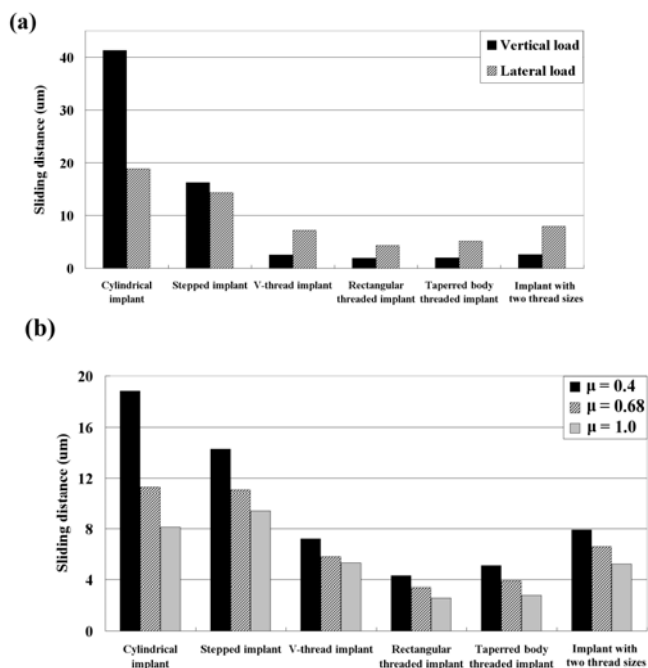 (a)
Vertical load
Lateral load
Sliding distance (um)
40
30
20
10
0
Cylindrical implant
Stepped implant
V-thread implant
Rectangular threaded implant
Taperred body threaded implant
Implant with two thread sizes
(b)
μ = 0.4
μ = 0.68
μ = 1.0
Sliding distance (um)
20
16
12
8
4
0
Cylindrical implant
Stepped implant
V-thread implant
Rectangular threaded implant
Taperred body threaded implant
Implant with two thread sizes